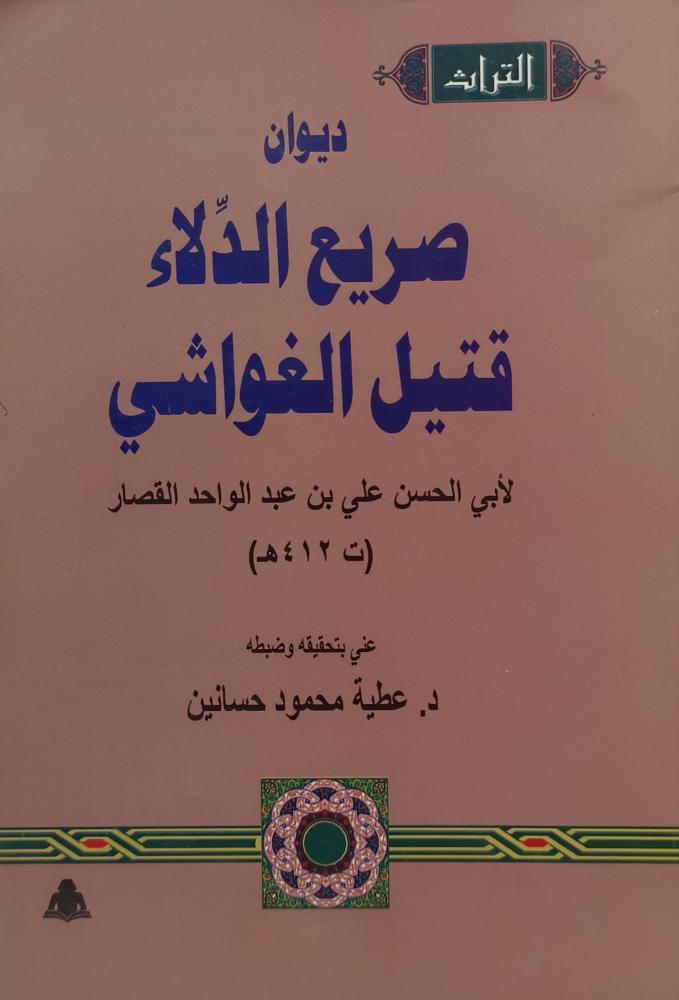 التراث
ديوان
صريع الدِّلاء
قتيل الغواشي
لأبي الحسن علي بن عبد الواحد القصار
(ت ٤١٢هـ)
عني بتحقيقه وضبطه
د. عطية محمود حسانين